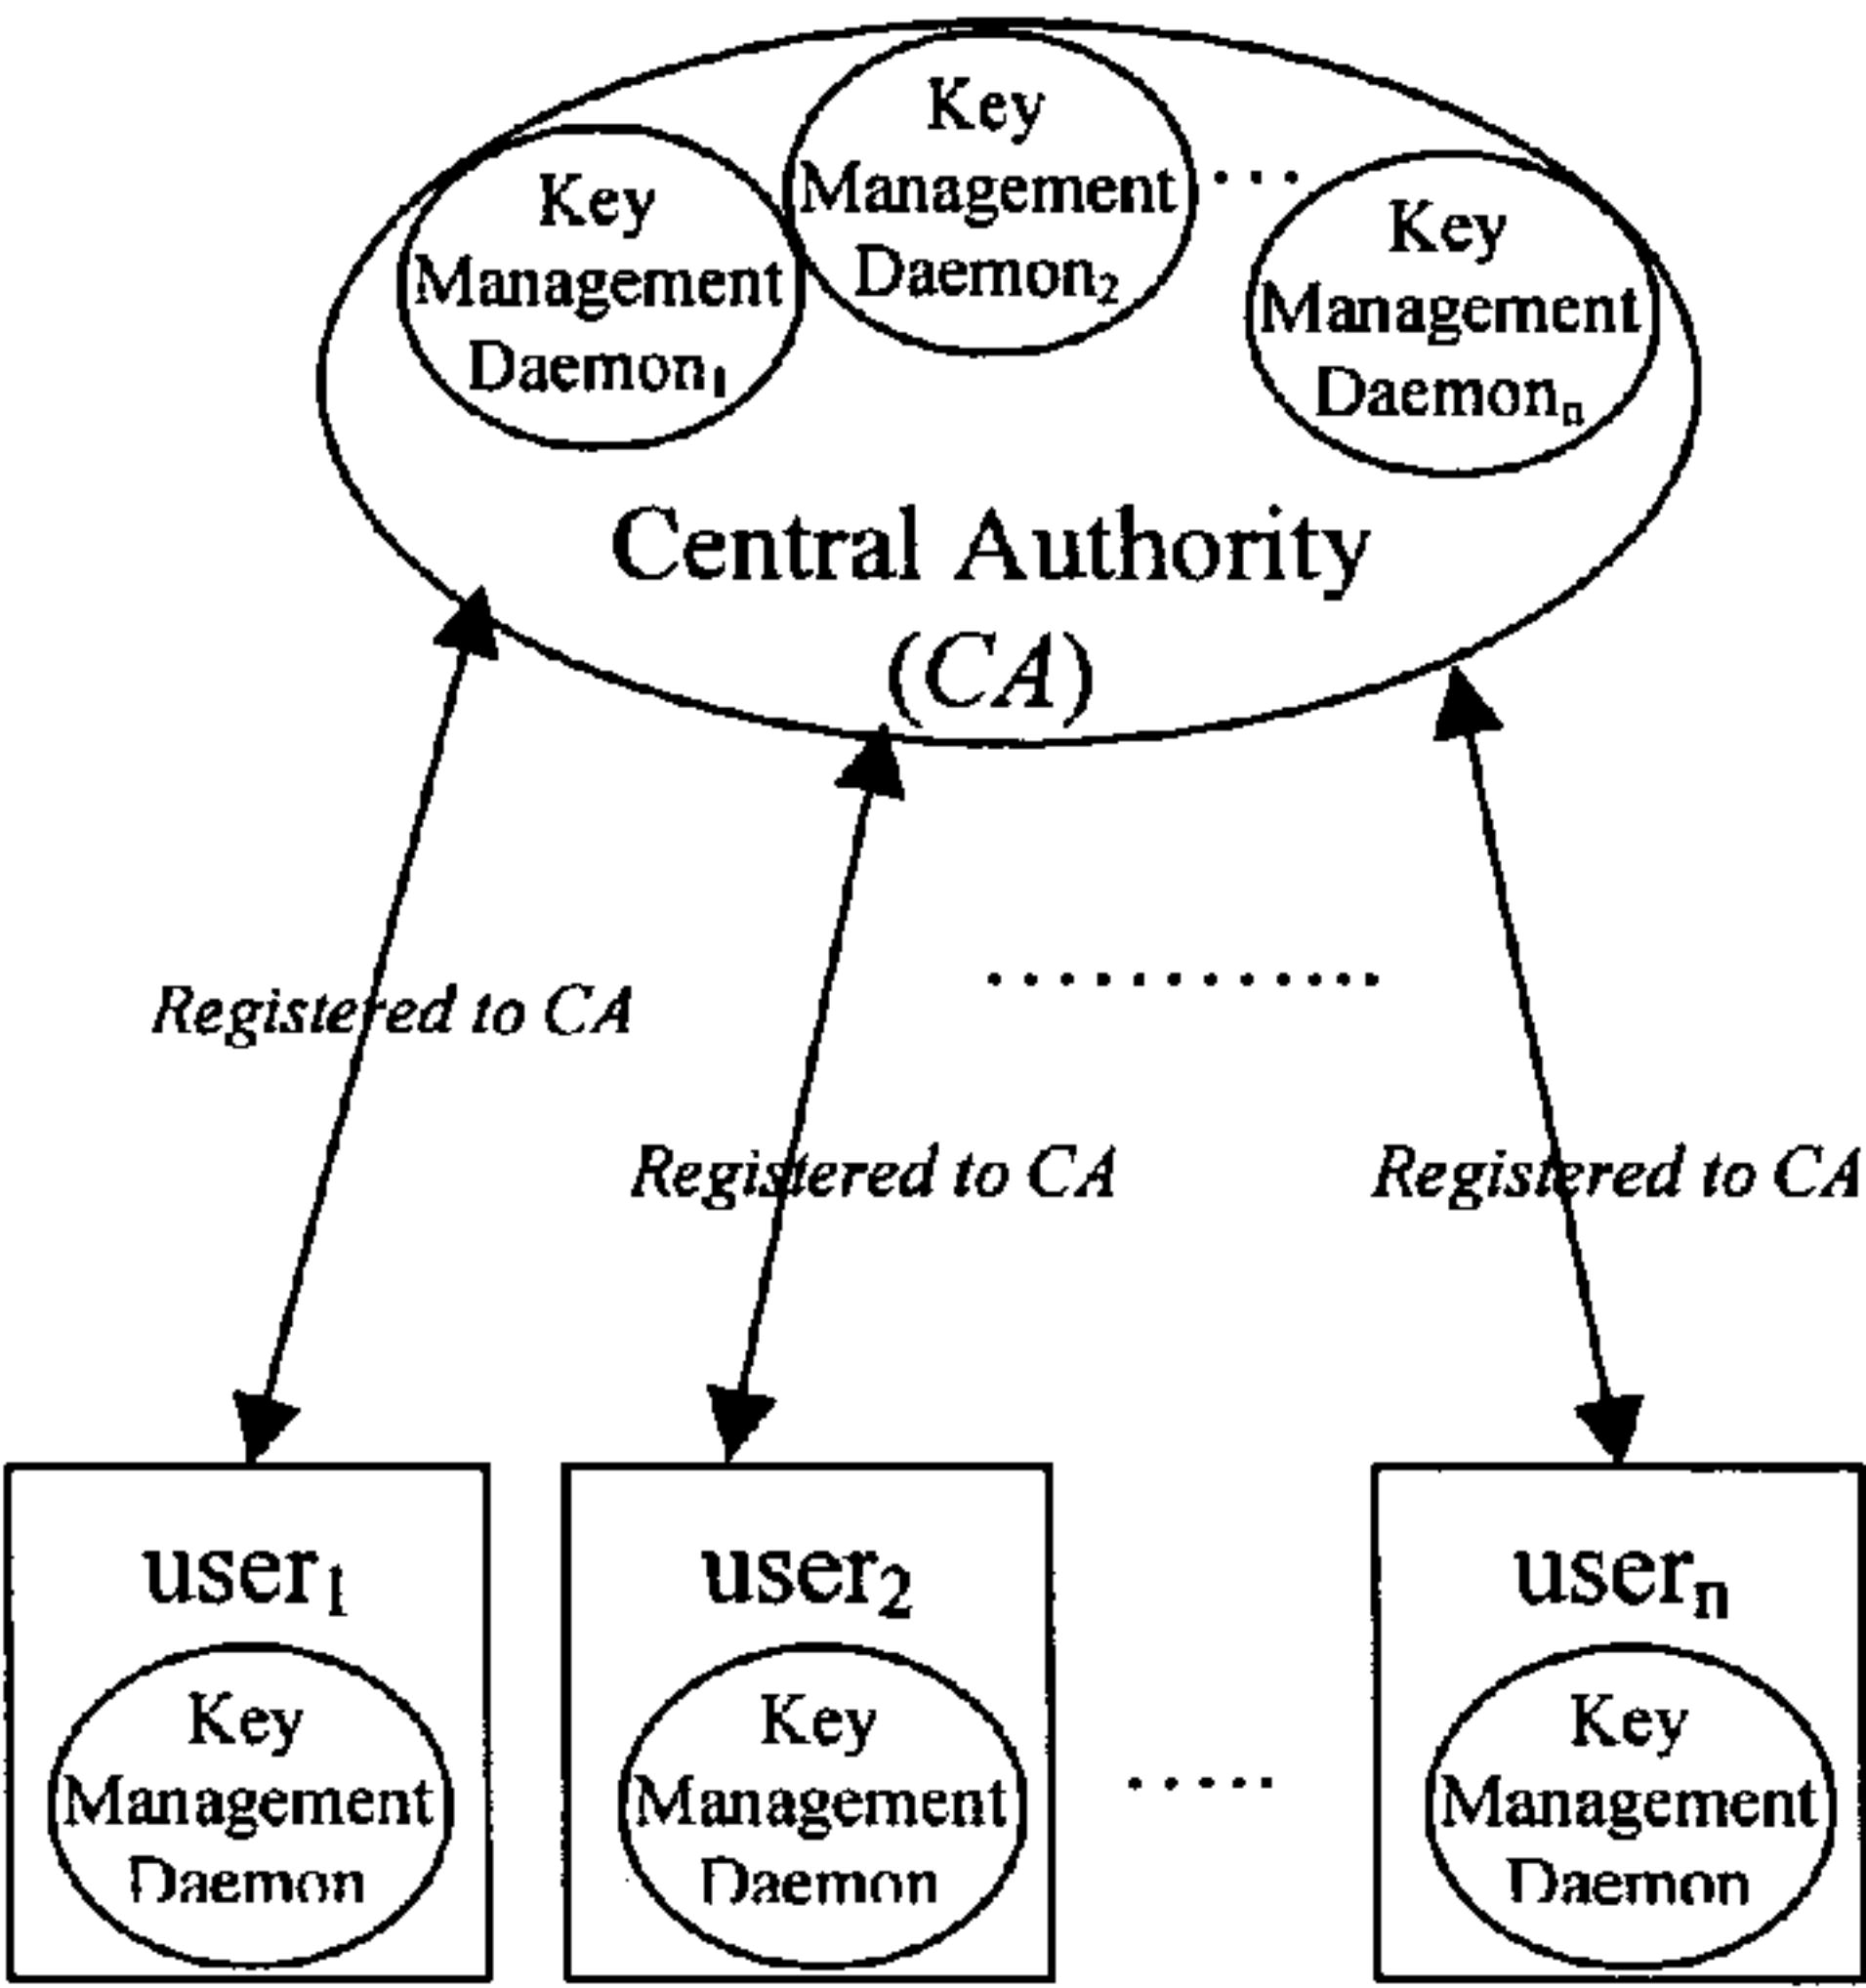 Key
Management
Daemon₁
Key
Management
Daemon₂
...
Key
Management
Daemonₙ
Central Authority
(CA)
............
Registered to CA
Registered to CA
Registered to CA
user₁
Key
Management
Daemon
user₂
Key
Management
Daemon
.....
userₙ
Key
Management
Daemon